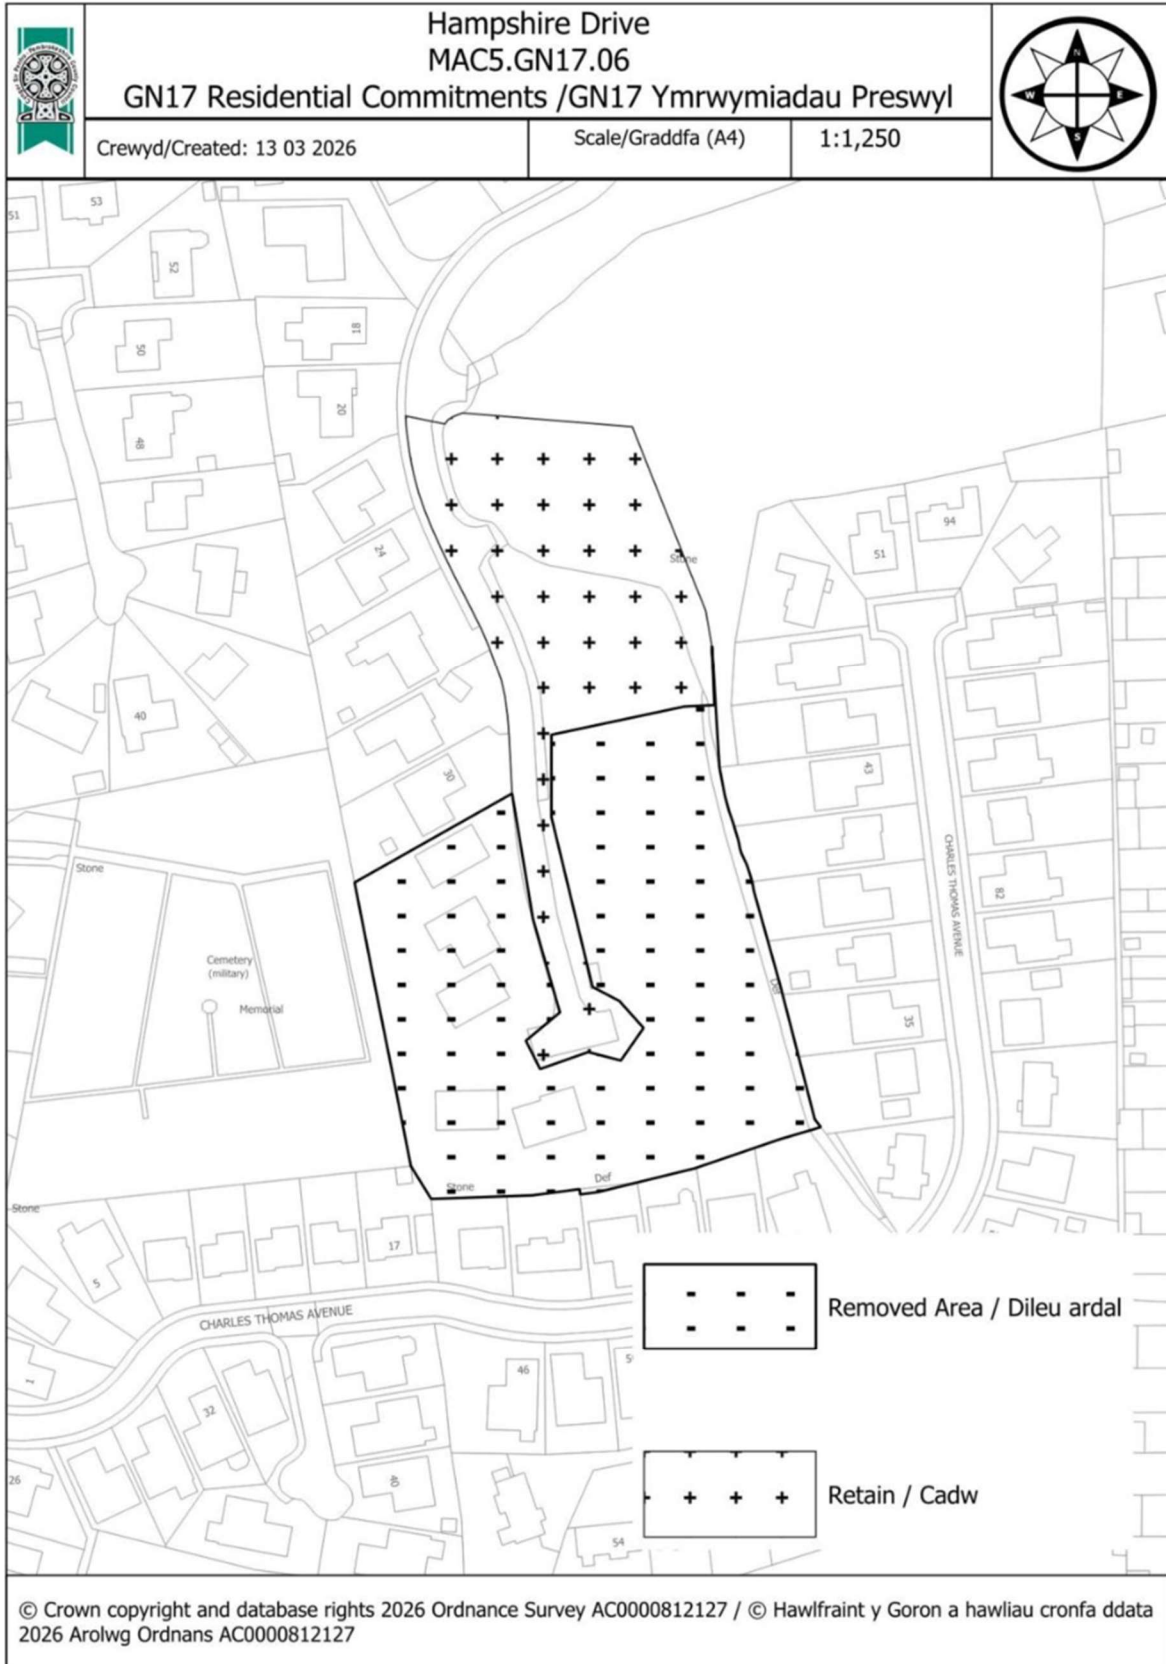 Hampshire Drive
MAC5.GN17.06
GN17 Residential Commitments /GN17 Ymrwymiadau Preswyl
Crewyd/Created: 13 03 2026
Scale/Graddfa (A4)
1:1,250
N
W
E
S
51
53
52
50
18
20
48
24
Stone
51
94
40
30
43
82
CHARLES THOMAS AVENUE
Stone
Cemetery
(military)
Memorial
Def
35
Stone
Stone
Def
17
5
CHARLES THOMAS AVENUE
1
32
46
26
40
54
Removed Area / Dileu ardal
Retain / Cadw
© Crown copyright and database rights 2026 Ordnance Survey AC0000812127 / © Hawlfraint y Goron a hawliau cronfa ddata
2026 Arolwg Ordnans AC0000812127